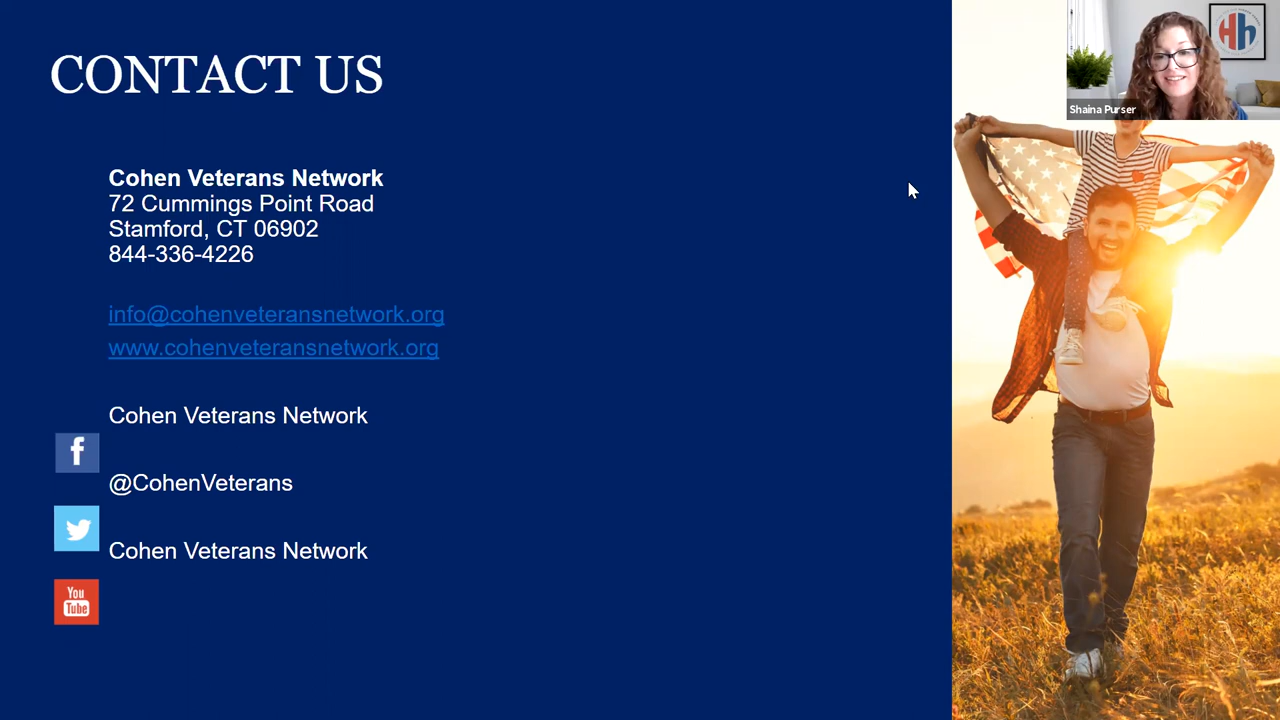 CONTACT US
Shaina Purser
Cohen Veterans Network
72 Cummings Point Road
Stamford, CT 06902
844-336-4226
info@cohenveteransnetwork.org
www.cohenveteransnetwork.org
Cohen Veterans Network
f
@CohenVeterans
Cohen Veterans Network
You
Tube
Hh